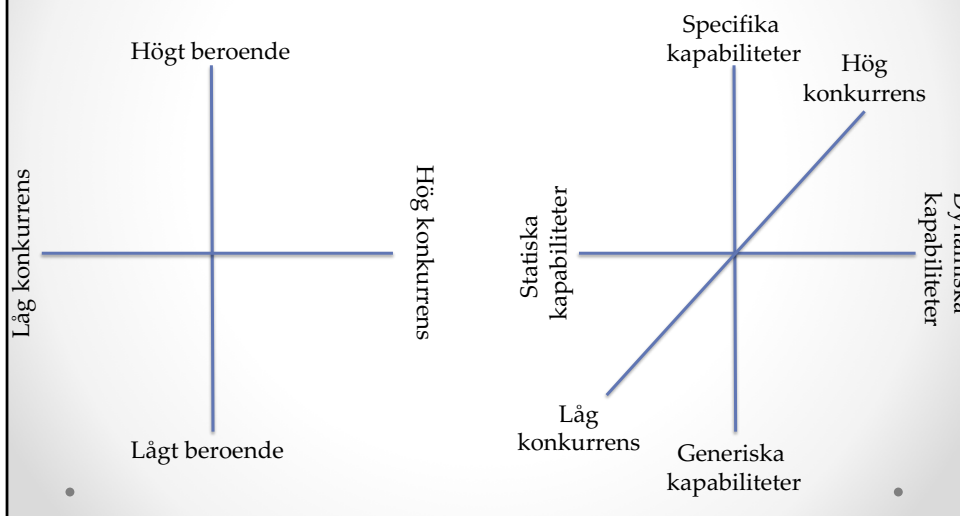 Högt beroende
Låg konkurrens
Hög konkurrens
Lågt beroende
Specifika
kapabiliteter
Hög
konkurrens
Statiska
kapabiliteter
Dynamiska
kapabiliteter
Låg
konkurrens
Generiska
kapabiliteter